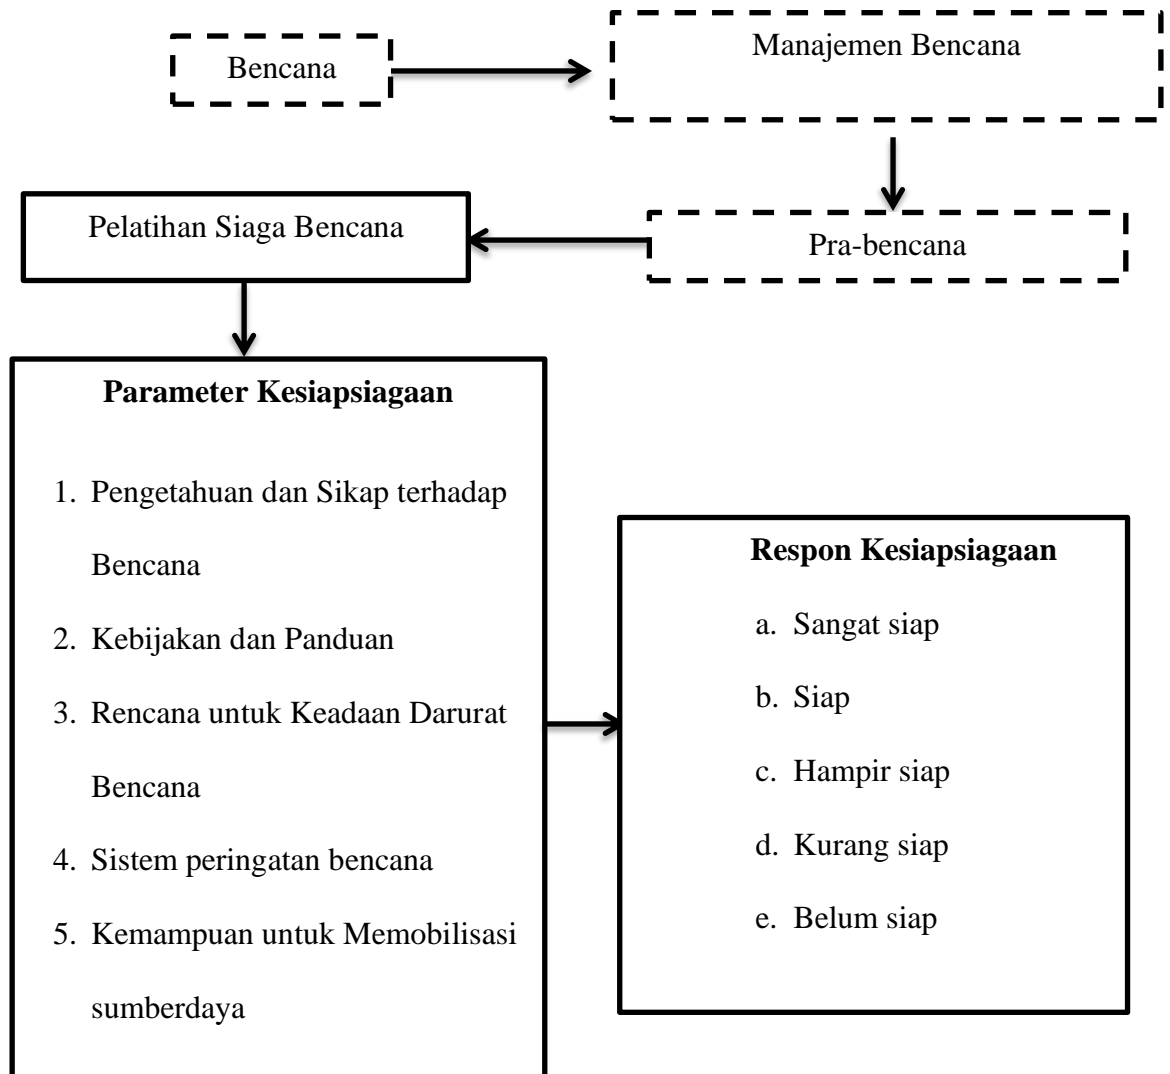 Bencana
Manajemen Bencana
Pra-bencana
Pelatihan Siaga Bencana
Parameter Kesiapsiagaan
1. Pengetahuan dan Sikap terhadap
Bencana
2. Kebijakan dan Panduan
3. Rencana untuk Keadaan Darurat
Bencana
4. Sistem peringatan bencana
5. Kemampuan untuk Memobilisasi
sumberdaya
Respon Kesiapsiagaan
a. Sangat siap
b. Siap
c. Hampir siap
d. Kurang siap
e. Belum siap